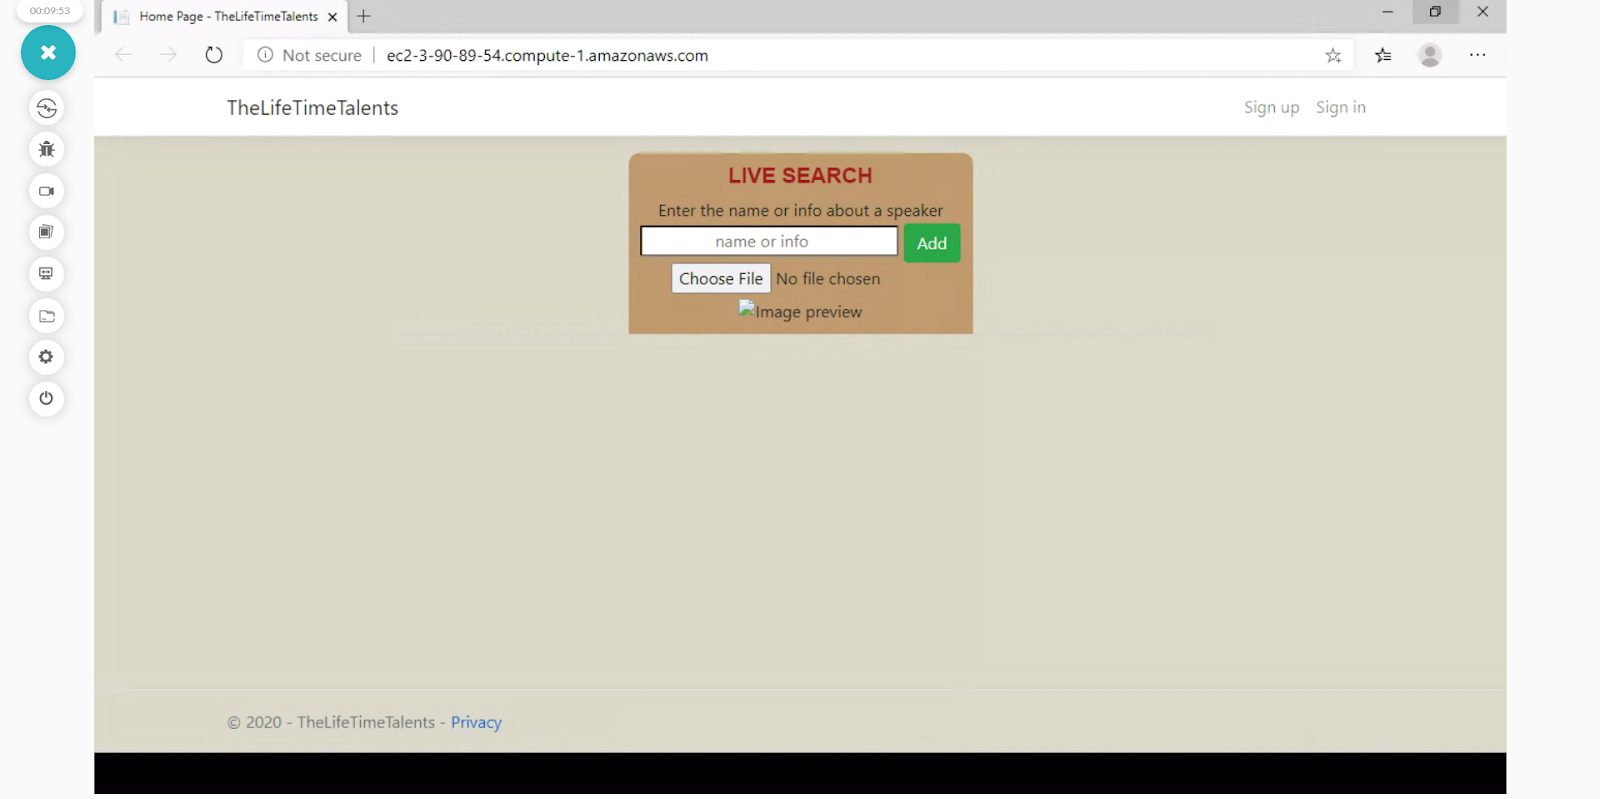 00:09:53
Home Page - TheLifeTimeTalents
Not secure | ec2-3-90-89-54.compute-1.amazonaws.com
TheLifeTimeTalents
Sign up
Sign in
LIVE SEARCH
Enter the name or info about a speaker
name or info
Add
Choose File No file chosen
Image preview
© 2020 - TheLifeTimeTalents - Privacy